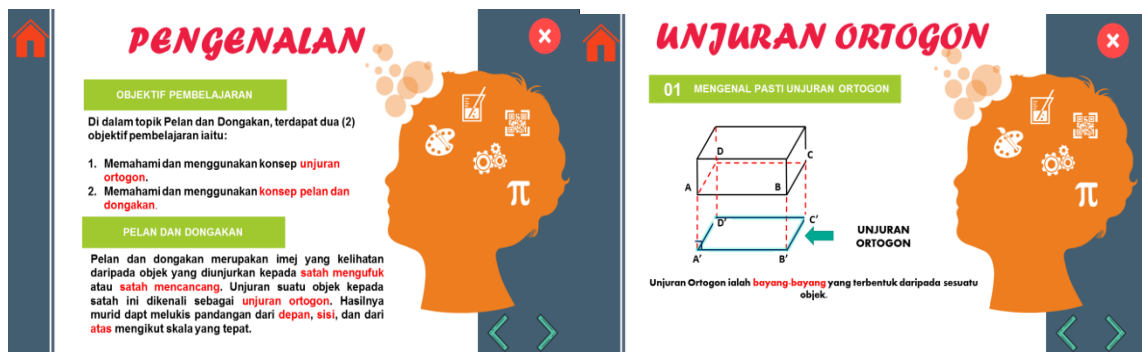 PENGENALAN
OBJEKTIF PEMBELAJARAN
Di dalam topik Pelan dan Dongakan, terdapat dua (2)
objektif pembelajaran iaitu:
1. Memahami dan menggunakan konsep unjuran
ortogon.
2. Memahami dan menggunakan konsep pelan dan
dongakan.
PELAN DAN DONGAKAN
Pelan dan dongakan merupakan imej yang kelihatan
daripada objek yang diunjurkan kepada satah mengufuk
atau satah mencancang. Unjuran suatu objek kepada
satah ini dikenali sebagai unjuran ortogon. Hasilnya
murid dapt melukis pandangan dari depan, sisi, dan dari
atas mengikut skala yang tepat.
π
UNJURAN ORTOGON
01 MENGENAL PASTI UNJURAN ORTOGON
D
C
A
B
D'
C'
A'
B'
UNJURAN
ORTOGON
Unjuran Ortogon ialah bayang-bayang yang terbentuk daripada sesuatu
objek.
π